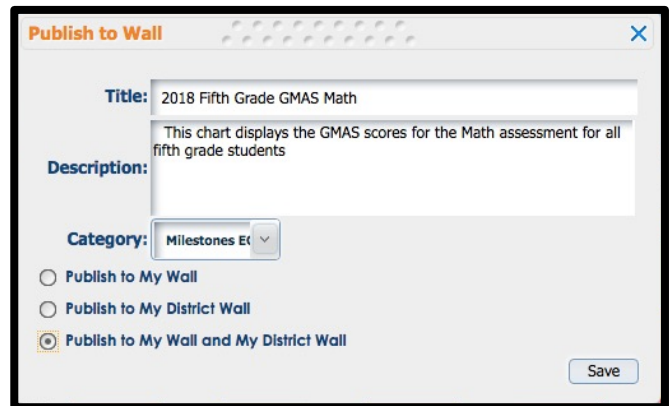 Publish to Wall
Title: 2018 Fifth Grade GMAS Math
This chart displays the GMAS scores for the Math assessment for all
fifth grade students
Description:
Category: Milestones
Publish to My Wall
Publish to My District Wall
Publish to My Wall and My District Wall
Save